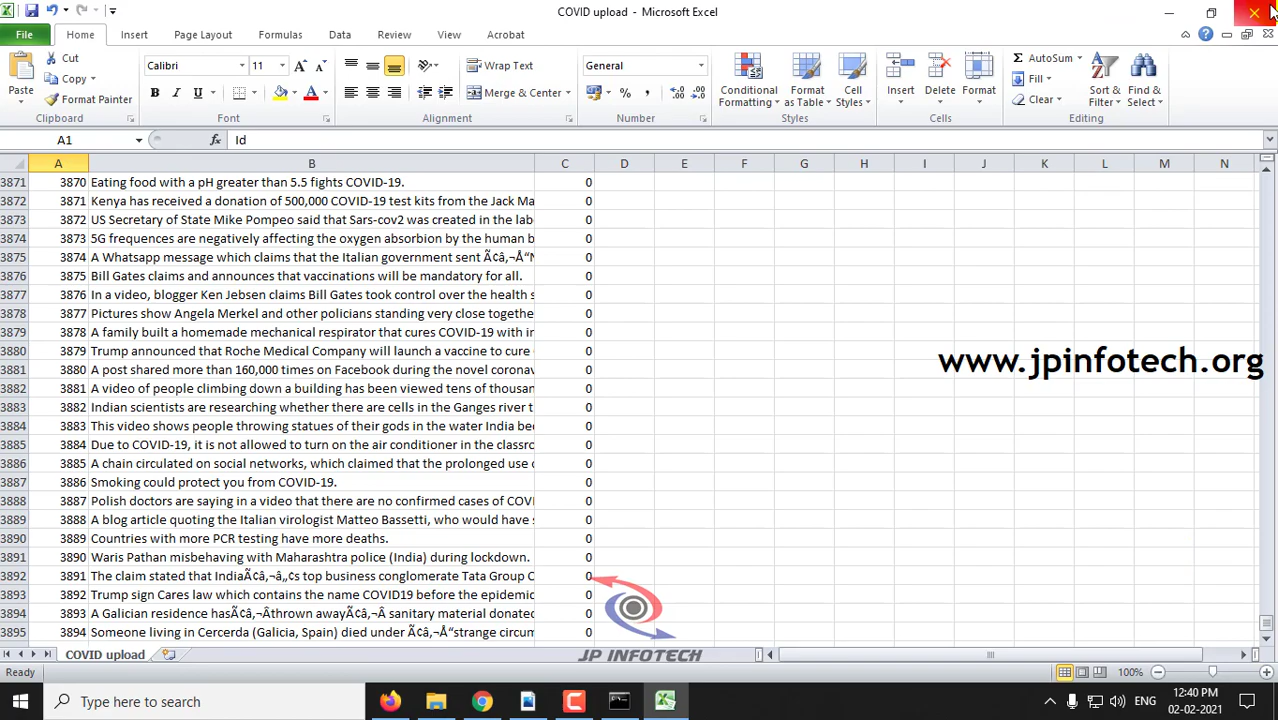 COVID upload - Microsoft Excel
File Home Insert Page Layout Formulas Data Review View Acrobat
Paste Cut Copy Format Painter Clipboard
Calibri 11 A A B I U A Font
Wrap Text Merge & Center Alignment
General % , Number
Conditional Formatting Format as Table Cell Styles Styles
Insert Delete Format Cells
Σ AutoSum Fill Clear Sort & Filter Find & Select Editing
A1 fx Id
A B C D E F G H I J K L M N
3871 3870 Eating food with a pH greater than 5.5 fights COVID-19. 0
3872 3871 Kenya has received a donation of 500,000 COVID-19 test kits from the Jack Ma 0
3873 3872 US Secretary of State Mike Pompeo said that Sars-cov2 was created in the lab 0
3874 3873 5G frequences are negatively affecting the oxygen absorbion by the human b 0
3875 3874 A Whatsapp message which claims that the Italian government sent Ã¢â‚¬Å“N 0
3876 3875 Bill Gates claims and announces that vaccinations will be mandatory for all. 0
3877 3876 In a video, blogger Ken Jebsen claims Bill Gates took control over the health s 0
3878 3877 Pictures show Angela Merkel and other policians standing very close togethe 0
3879 3878 A family built a homemade mechanical respirator that cures COVID-19 with in 0
3880 3879 Trump announced that Roche Medical Company will launch a vaccine to cure 0
3881 3880 A post shared more than 160,000 times on Facebook during the novel corona 0
3882 3881 A video of people climbing down a building has been viewed tens of thousan 0
3883 3882 Indian scientists are researching whether there are cells in the Ganges river t 0
3884 3883 This video shows people throwing statues of their gods in the water India be 0
3885 3884 Due to COVID-19, it is not allowed to turn on the air conditioner in the classro 0
3886 3885 A chain circulated on social networks, which claimed that the prolonged use 0
3887 3886 Smoking could protect you from COVID-19. 0
3888 3887 Polish doctors are saying in a video that there are no confirmed cases of COV 0
3889 3888 A blog article quoting the Italian virologist Matteo Bassetti, who would have 0
3890 3889 Countries with more PCR testing have more deaths. 0
3891 3890 Waris Pathan misbehaving with Maharashtra police (India) during lockdown. 0
3892 3891 The claim stated that IndiaÃ¢â‚¬â„¢s top business conglomerate Tata Group C 0
3893 3892 Trump sign Cares law which contains the name COVID19 before the epidemic 0
3894 3893 A Galician residence hasÃ¢â‚¬Âthrown awayÃ¢â‚¬Â sanitary material donated 0
3895 3894 Someone living in Cercerda (Galicia, Spain) died under Ã¢â‚¬Å“strange circum 0
www.jpinfotech.org
JP INFOTECH
COVID upload
Ready 100%
Type here to search
ENG 12:40 PM
02-02-2021